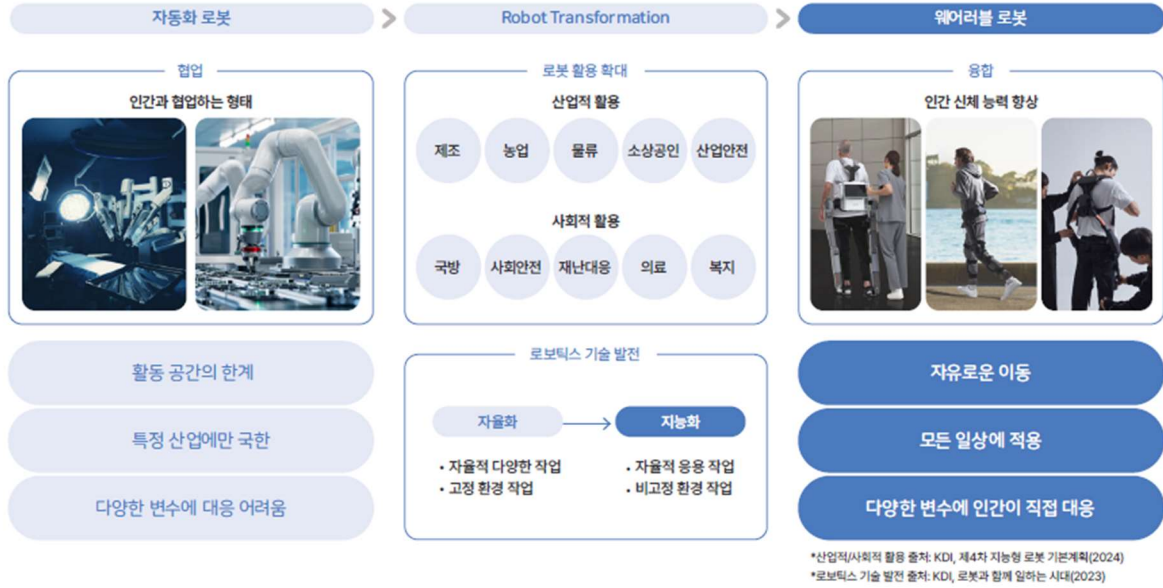 자동화 로봇
Robot Transformation
웨어러블 로봇
협업
인간과 협업하는 형태
로봇 활용 확대
산업적 활용
제조
농업
물류
소상공인
산업안전
사회적 활용
국방
사회안전
재난대응
의료
복지
융합
인간 신체 능력 향상
활동 공간의 한계
특정 산업에만 국한
다양한 변수에 대응 어려움
로보틱스 기술 발전
자율화
지능화
• 자율적 다양한 작업
• 고정 환경 작업
• 자율적 응용 작업
• 비고정 환경 작업
자유로운 이동
모든 일상에 적용
다양한 변수에 인간이 직접 대응
*산업적/사회적 활용 출처: KDI, 제4차 지능형 로봇 기본계획(2024)
*로보틱스 기술 발전 출처: KDI, 로봇과 함께 일하는 시대(2023)